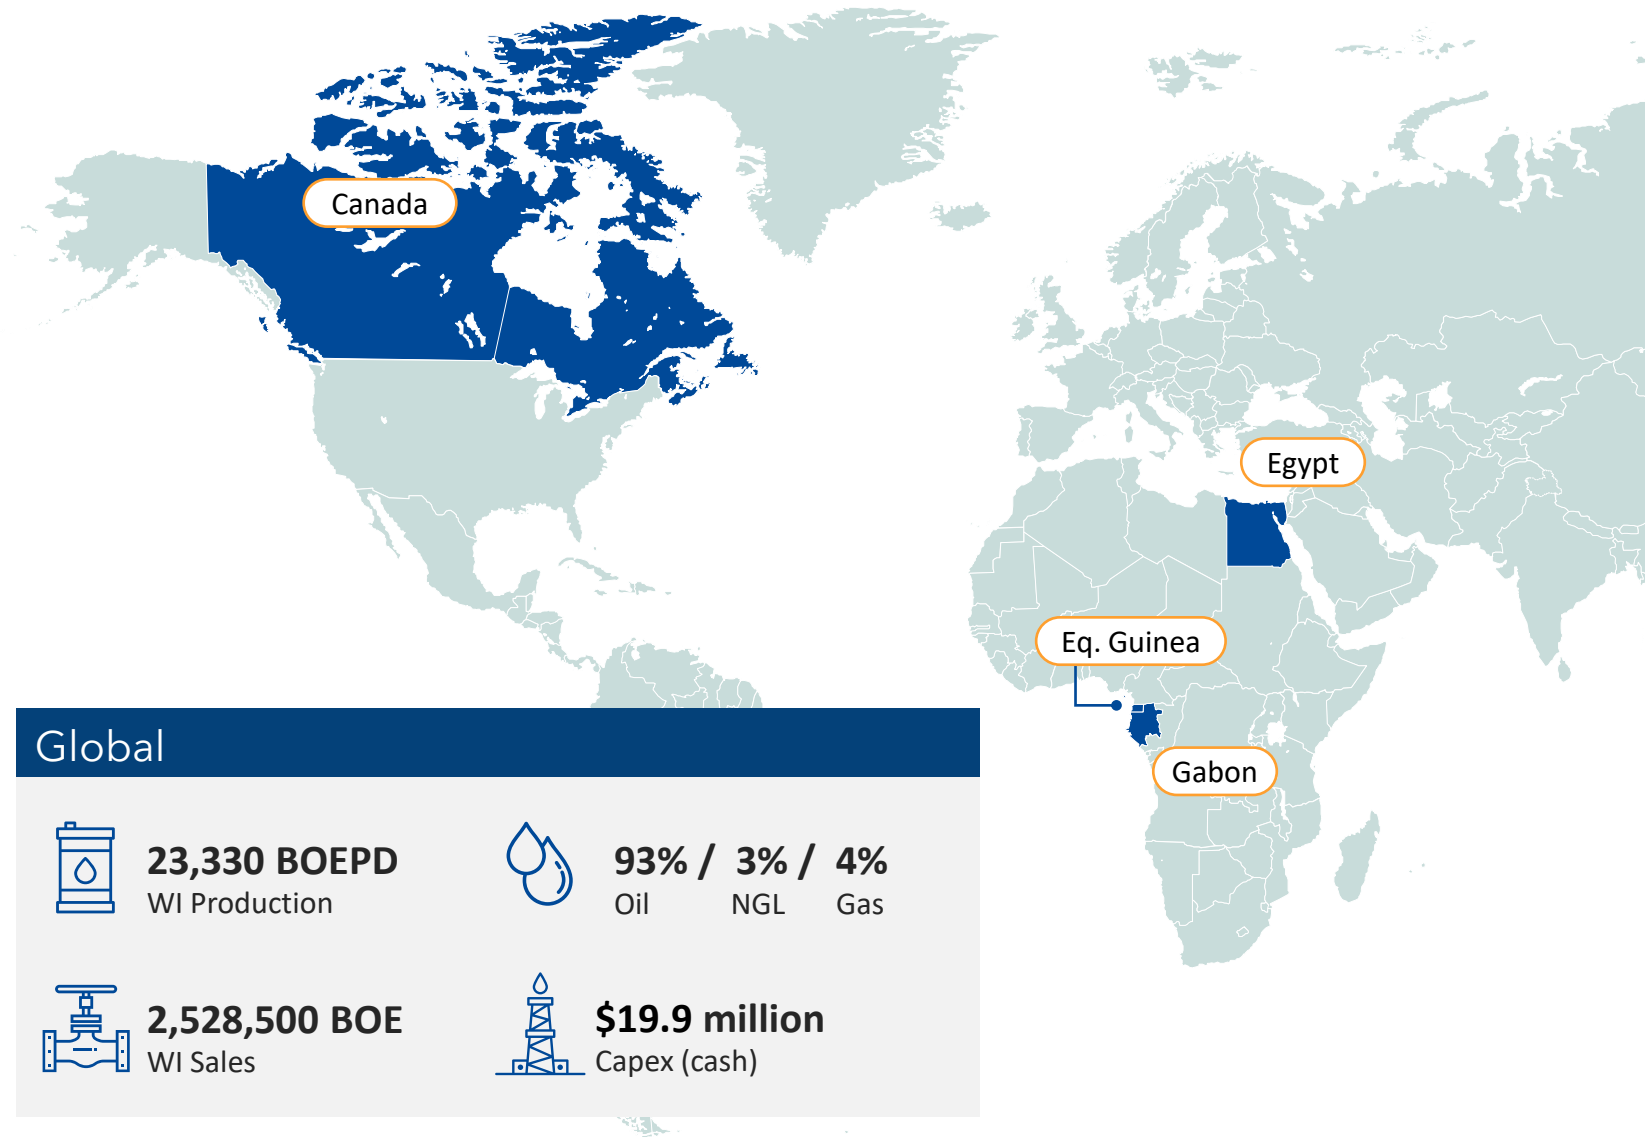 Canada
Egypt
Eq. Guinea
Gabon
Global
23,330 BOEPD
WI Production
93% / 3% / 4%
Oil NGL Gas
2,528,500 BOE
WI Sales
$19.9 million
Capex (cash)